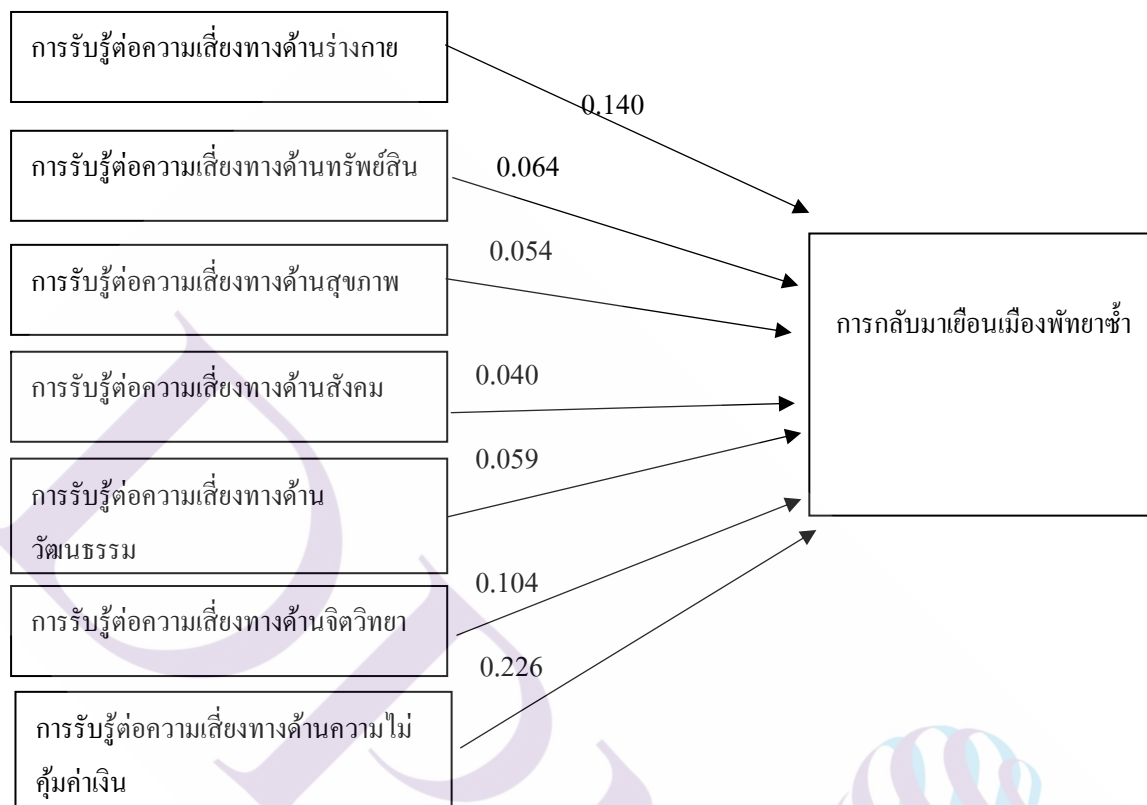 การรับรู้ต่อความเสี่ยงทางด้านร่างกาย
0.140
การรับรู้ต่อความเสี่ยงทางด้านทรัพย์สิน
0.064
การรับรู้ต่อความเสี่ยงทางด้านสุขภาพ
0.054
การกลับมาเยือนเมืองพัทยาซ้ำ
การรับรู้ต่อความเสี่ยงทางด้านสังคม
0.040
การรับรู้ต่อความเสี่ยงทางด้าน
วัฒนธรรม
0.059
การรับรู้ต่อความเสี่ยงทางด้านจิตวิทยา
0.104
การรับรู้ต่อความเสี่ยงทางด้านความไม่
คุ้มค่าเงิน
0.226